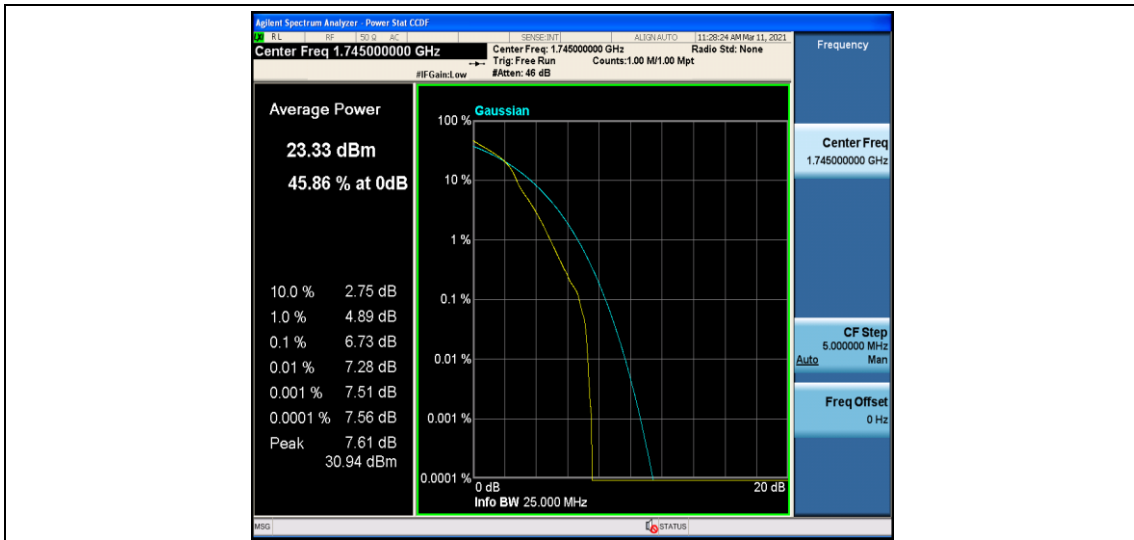 Agilent Spectrum Analyzer - Power Stat CCDF
LXI RL RF 50 Ω AC SENSE:INT ALIGN AUTO 11:28:24 AM Mar 11, 2021
Center Freq 1.745000000 GHz
Center Freq: 1.745000000 GHz Radio Std: None
Trig: Free Run Counts:1.00 M/1.00 Mpt
#IFGain:Low #Atten: 46 dB
Frequency
Average Power
23.33 dBm
45.86 % at 0dB
10.0 % 2.75 dB
1.0 % 4.89 dB
0.1 % 6.73 dB
0.01 % 7.28 dB
0.001 % 7.51 dB
0.0001 % 7.56 dB
Peak 7.61 dB
30.94 dBm
Gaussian
100 %
10 %
1 %
0.1 %
0.01 %
0.001 %
0.0001 %
0 dB 20 dB
Info BW 25.000 MHz
Center Freq
1.745000000 GHz
CF Step
5.000000 MHz
Auto Man
Freq Offset
0 Hz
MSG STATUS